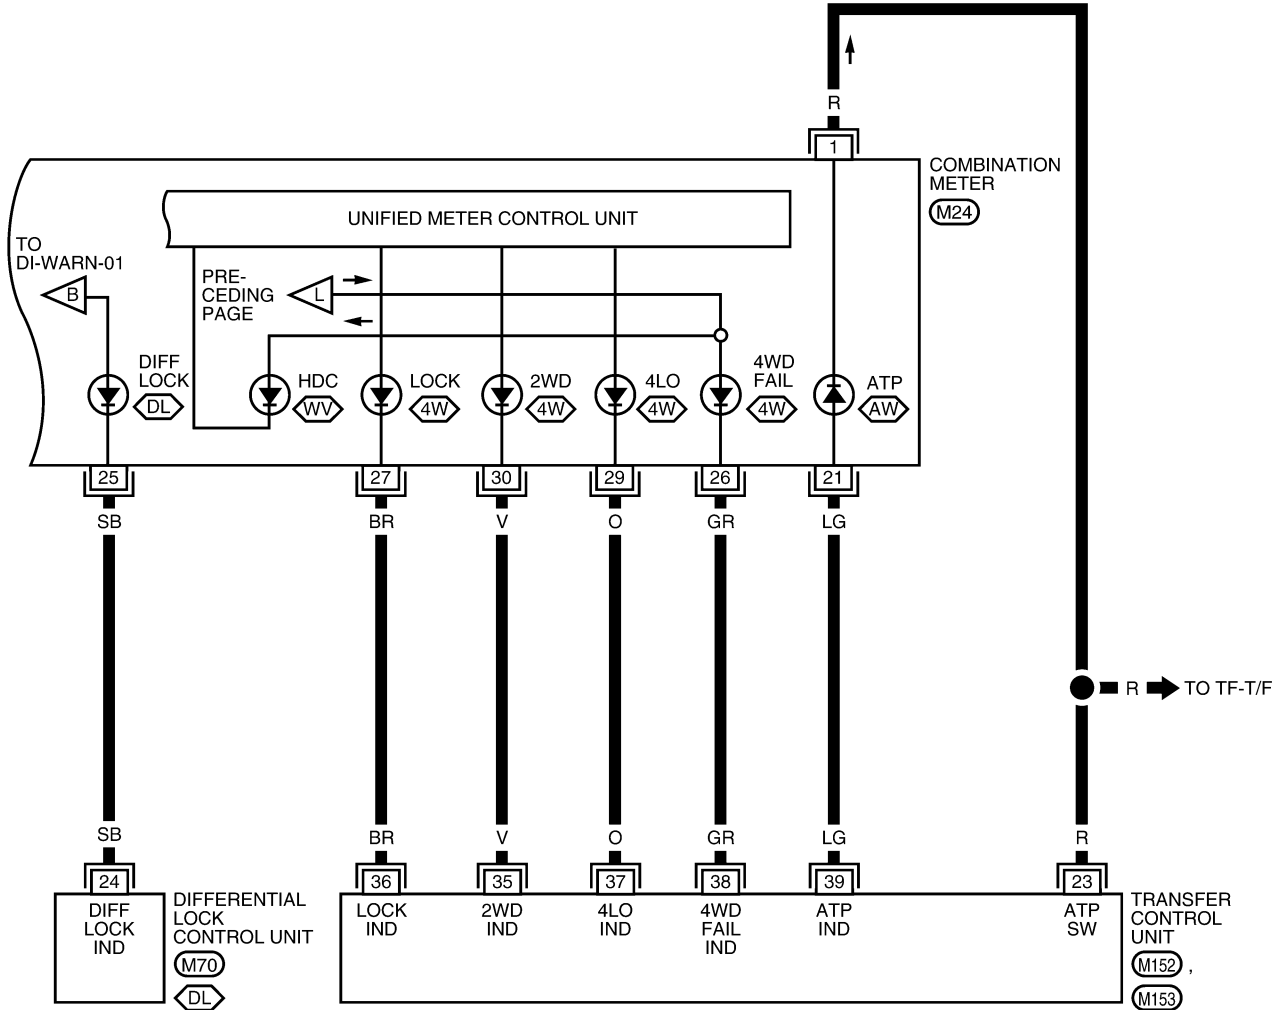 R
1
COMBINATION
METER
M24
UNIFIED METER CONTROL UNIT
TO
DI-WARN-01
B
PRE-
CEDING
PAGE
L
DIFF
LOCK
DL
HDC
WV
LOCK
4W
2WD
4W
4LO
4W
4WD
FAIL
4W
ATP
AW
25 27 30 29 26 21
SB BR V O GR LG
R TO TF-T/F
SB BR V O GR LG R
24 36 35 37 38 39 23
DIFF
LOCK
IND
DIFFERENTIAL
LOCK
CONTROL UNIT
M70
DL
LOCK
IND
2WD
IND
4LO
IND
4WD
FAIL
IND
ATP
IND
ATP
SW
TRANSFER
CONTROL
UNIT
M152 ,
M153